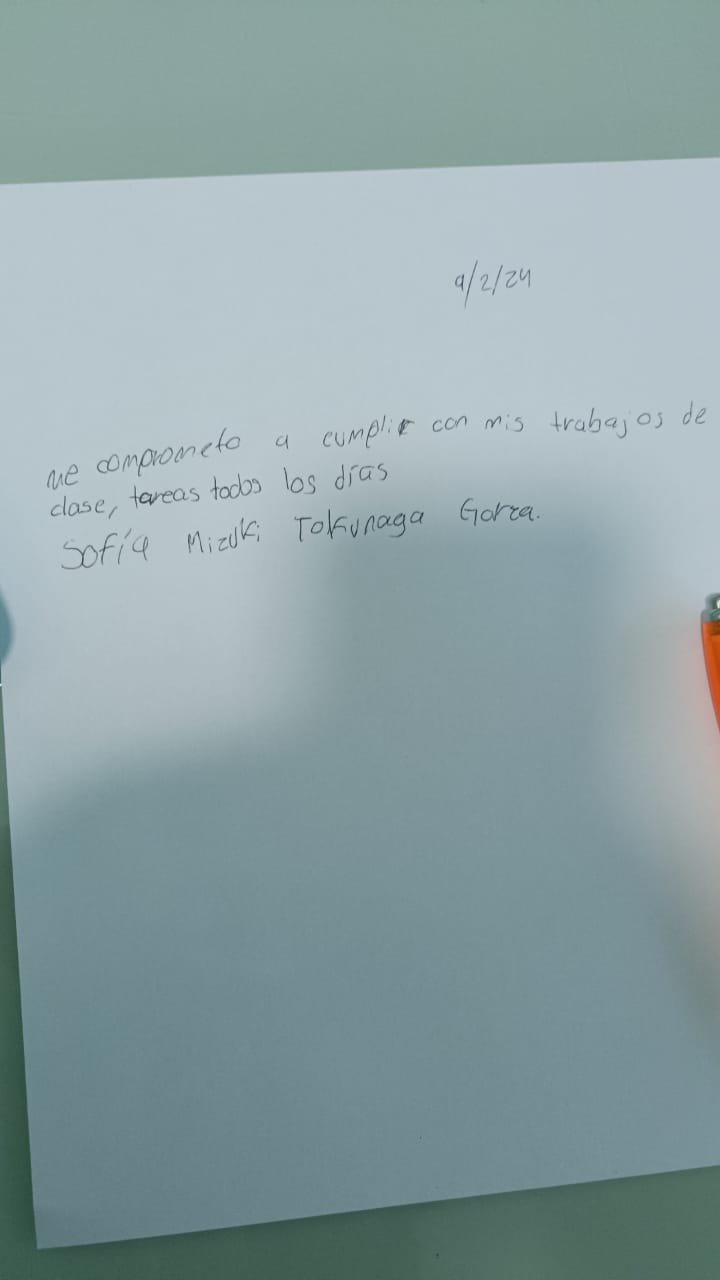 9/2/24
Me comprometo a cumplir con mis trabajos de
clase, tareas todos los días
Sofía Mizuki Tokunaga Garza.